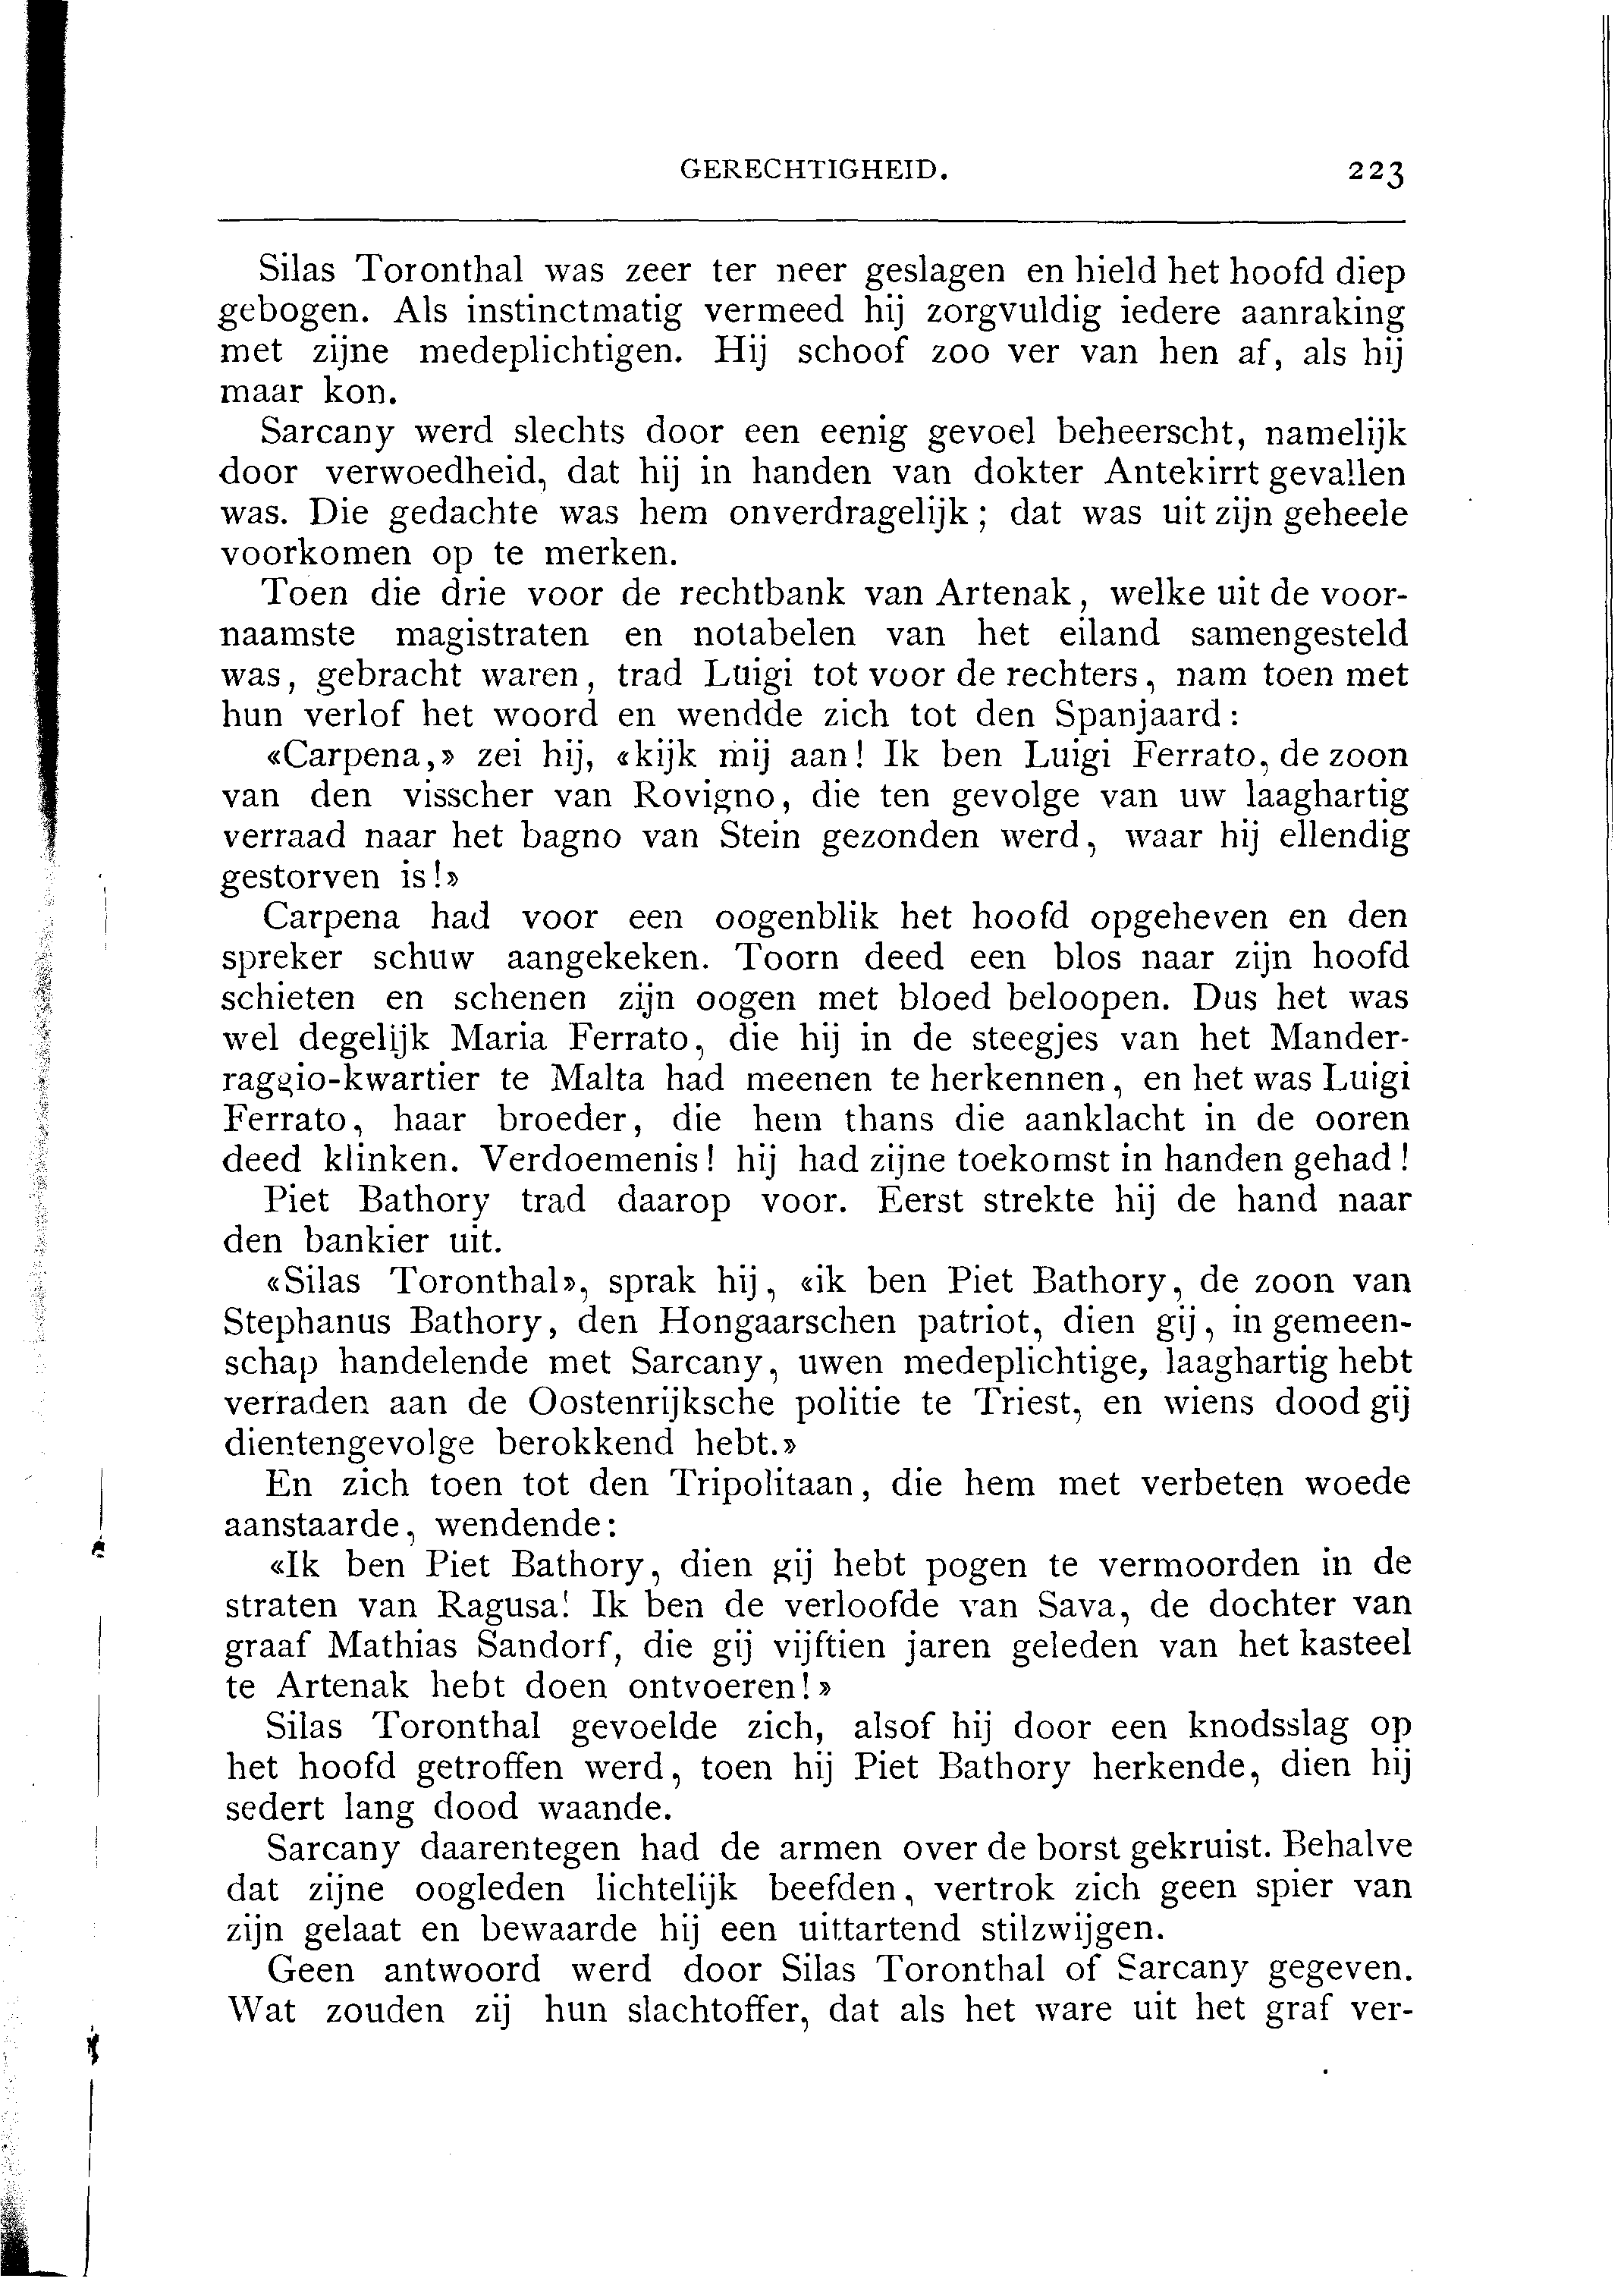 GERECHTIGHEID. 223
Silas Toronthal was zeer ter neer geslagen en hield het hoofd diep
gebogen. Als instinctmatig vermeed hij zorgvuldig iedere aanraking
met zijne medeplichtigen. Hij schoof zoo ver van hen af, als hij
maar kon.
Sarcany werd slechts door een eenig gevoel beheerscht, namelijk
door verwoedheid, dat hij in handen van dokter Antekirrt gevallen
was. Die gedachte was hem onverdragelijk; dat was uit zijn geheele
voorkomen op te merken.
Toen die drie voor de rechtbank van Artenak, welke uit de voor-
naamste magistraten en notabelen van het eiland samengesteld
was, gebracht waren, trad Luigi tot voor de rechters, nam toen met
hun verlof het woord en wendde zich tot den Spanjaard:
«Carpena,» zei hij, «kijk mij aan! Ik ben Luigi Ferrato, de zoon
van den visscher van Rovigno, die ten gevolge van uw laaghartig
verraad naar het bagno van Stein gezonden werd, waar hij ellendig
gestorven is!»
Carpena had voor een oogenblik het hoofd opgeheven en den
spreker schuw aangekeken. Toorn deed een blos naar zijn hoofd
schieten en schenen zijn oogen met bloed beloopen. Dus het was
wel degelijk Maria Ferrato, die hij in de steegjes van het Mander-
raggio-kwartier te Malta had meenen te herkennen, en het was Luigi
Ferrato, haar broeder, die hem thans die aanklacht in de ooren
deed klinken. Verdoemenis! hij had zijne toekomst in handen gehad!
Piet Bathory trad daarop voor. Eerst strekte hij de hand naar
den bankier uit.
«Silas Toronthal», sprak hij, «ik ben Piet Bathory, de zoon van
Stephanus Bathory, den Hongaarschen patriot, dien gij, in gemeen-
schap handelende met Sarcany, uwen medeplichtige, laaghartig hebt
verraden aan de Oostenrijksche politie te Triest, en wiens dood gij
dientengevolge berokkend hebt.»
En zich toen tot den Tripolitaan, die hem met verbeten woede
aanstaarde, wendende:
«Ik ben Piet Bathory, dien gij hebt pogen te vermoorden in de
straten van Ragusa! Ik ben de verloofde van Sava, de dochter van
graaf Mathias Sandorf, die gij vijftien jaren geleden van het kasteel
te Artenak hebt doen ontvoeren!»
Silas Toronthal gevoelde zich, alsof hij door een knodsslag op
het hoofd getroffen werd, toen hij Piet Bathory herkende, dien hij
sedert lang dood waande.
Sarcany daarentegen had de armen over de borst gekruist. Behalve
dat zijne oogleden lichtelijk beefden, vertrok zich geen spier van
zijn gelaat en bewaarde hij een uittartend stilzwijgen.
Geen antwoord werd door Silas Toronthal of Sarcany gegeven.
Wat zouden zij hun slachtoffer, dat als het ware uit het graf ver-